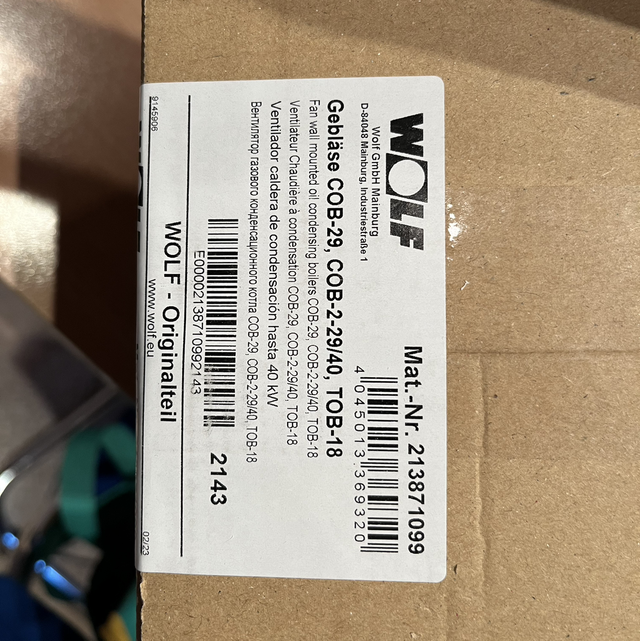 WOLF
Mat.-Nr. 213871099
Wolf GmbH Mainburg
D-84048 Mainburg, Industriestraße 1
4 045013 369320
Gebläse COB-29, COB-2-29/40, TOB-18
Fan wall mounted oil condensing boilers COB-29, COB-2-29/40, TOB-18
Ventilateur Chaudière à condensation COB-29, COB-2-29/40, TOB-18
Ventilador caldera de condensación hasta 40 kW
Вентилятор газового конденсационного котла COB-29, COB-2-29/40, TOB-18
2143
E00002138710992143
WOLF - Originalteil
www.wolf.eu
9145906
02/23